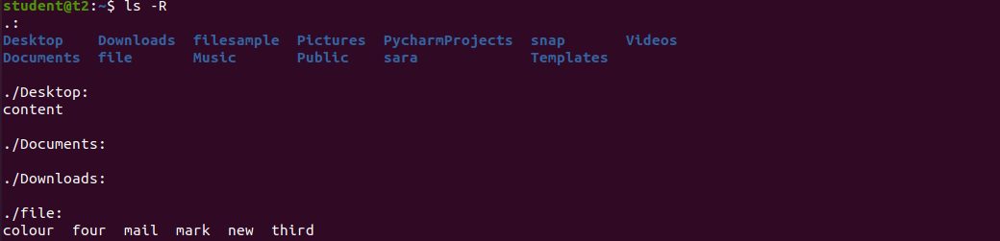 student@t2:~$ ls -R
.:
Desktop    Downloads  filesample  Pictures  PycharmProjects  snap       Videos
Documents  file       Music       Public    sara             Templates
./Desktop:
content
./Documents:
./Downloads:
./file:
colour  four  mail  mark  new  third